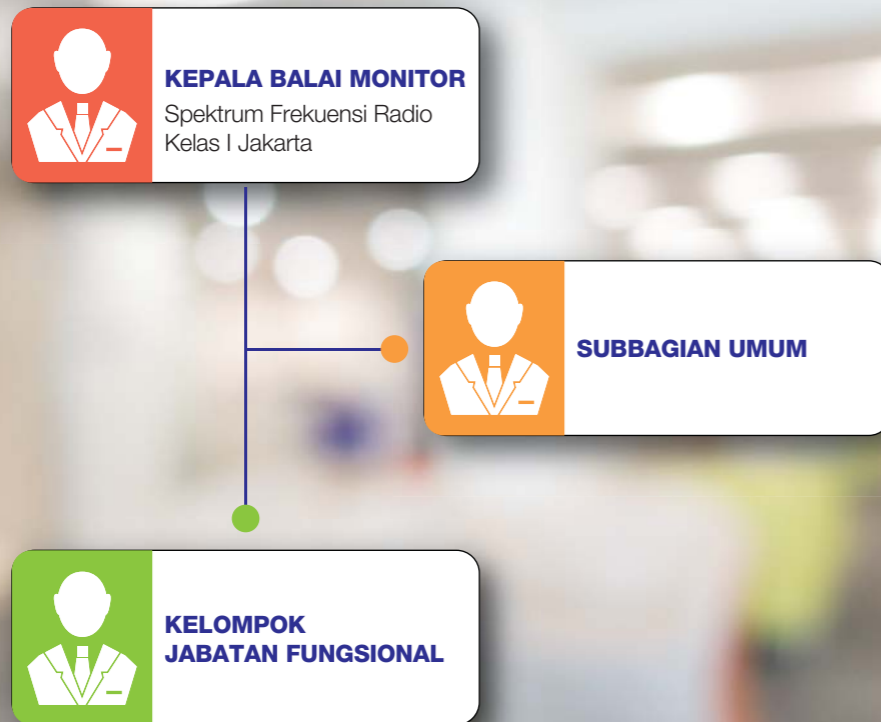 KEPALA BALAI MONITOR
Spektrum Frekuensi Radio
Kelas I Jakarta
SUBBAGIAN UMUM
KELOMPOK
JABATAN FUNGSIONAL